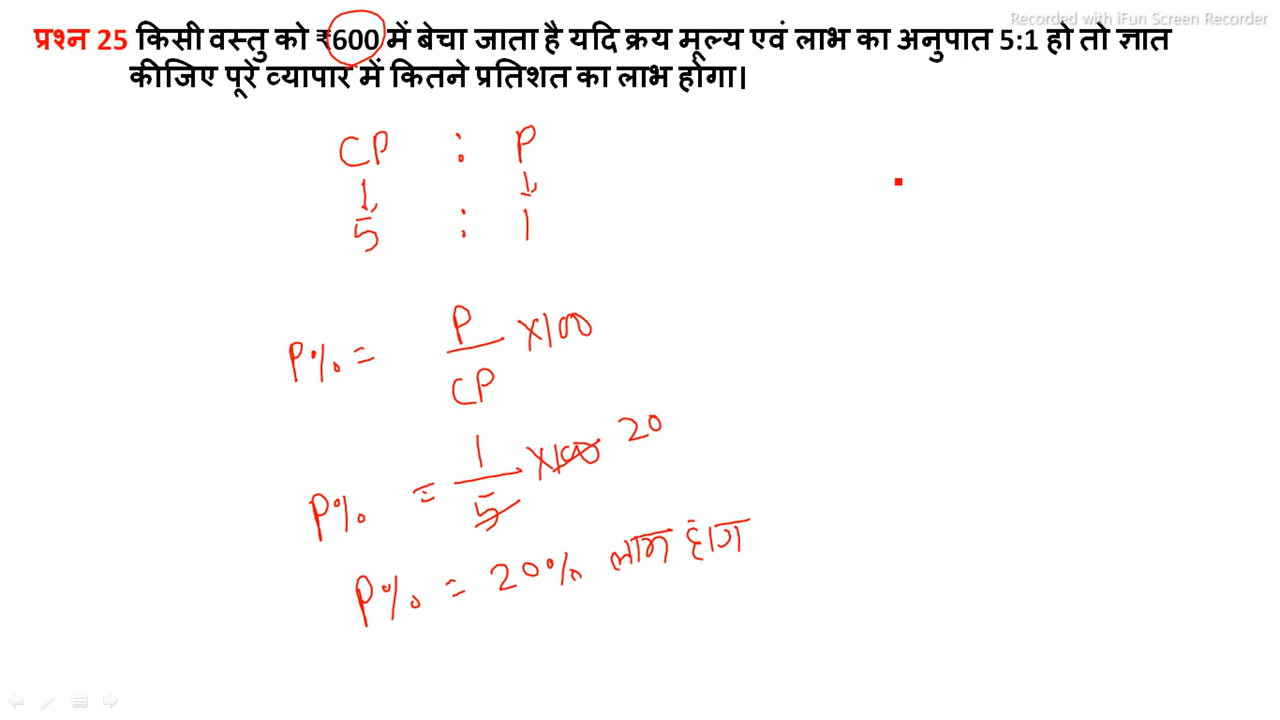 Recorded with iFun Screen Recorder
प्रश्न 25 किसी वस्तु को ₹600 में बेचा जाता है यदि क्रय मूल्य एवं लाभ का अनुपात 5:1 हो तो ज्ञात
कीजिए पूरे व्यापार में कितने प्रतिशत का लाभ होगा।
CP : P
5 : 1
P% = P/CP ×100
P% = 1/5 ×100 20
P% = 20% लाभ होगा